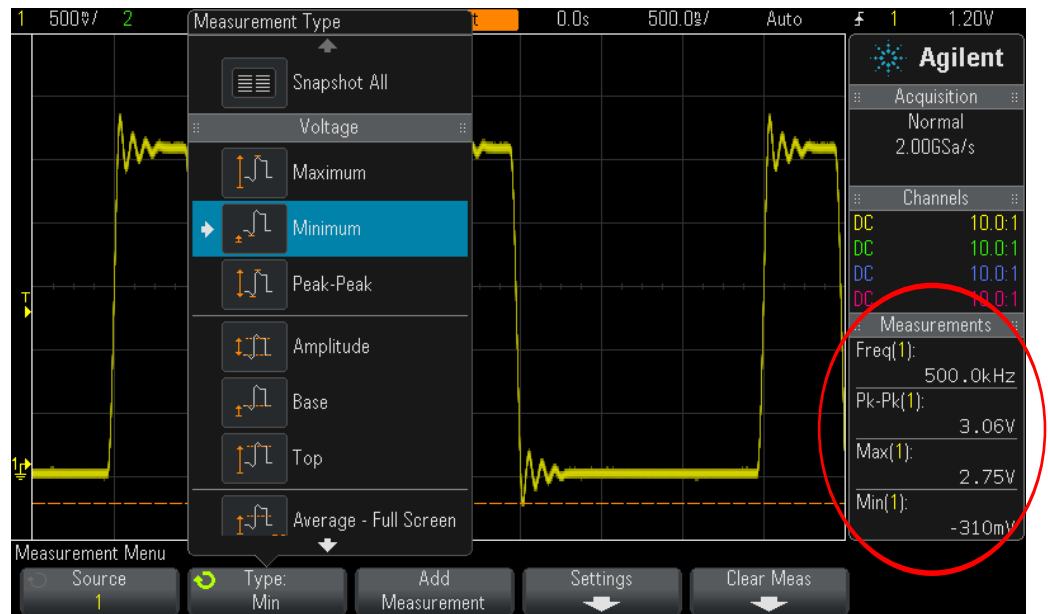 1 500V/ 2 t 0.0s 500.0s/ Auto 1 1.20V
Measurement Type
Snapshot All
Voltage
Maximum
Minimum
Peak-Peak
Amplitude
Base
Top
Average - Full Screen
T
1
Agilent
Acquisition
Normal
2.00GSa/s
Channels
DC 10.0:1
DC 10.0:1
DC 10.0:1
DC 10.0:1
Measurements
Freq(1):
500.0kHz
Pk-Pk(1):
3.06V
Max(1):
2.75V
Min(1):
-310mV
Measurement Menu
Source
1
Type:
Min
Add
Measurement
Settings
Clear Meas